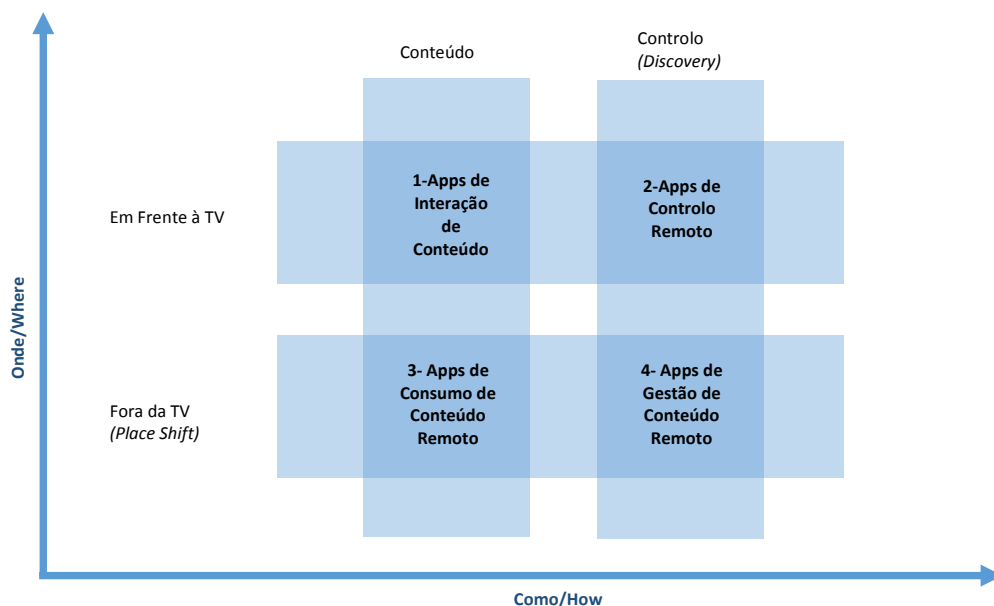 Conteúdo
Controlo
(Discovery)
Em Frente à TV
1-Apps de
Interação
de
Conteúdo
2-Apps de
Controlo
Remoto
Fora da TV
(Place Shift)
3- Apps de
Consumo de
Conteúdo
Remoto
4- Apps de
Gestão de
Conteúdo
Remoto
Onde/Where
Como/How